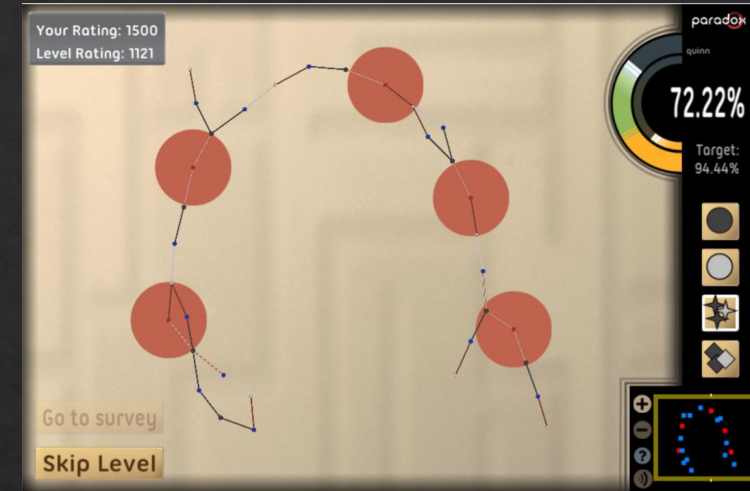 Your Rating: 1500
Level Rating: 1121
paradox
quinn
72.22%
Target:
94.44%
Go to survey
Skip Level
+
−
?